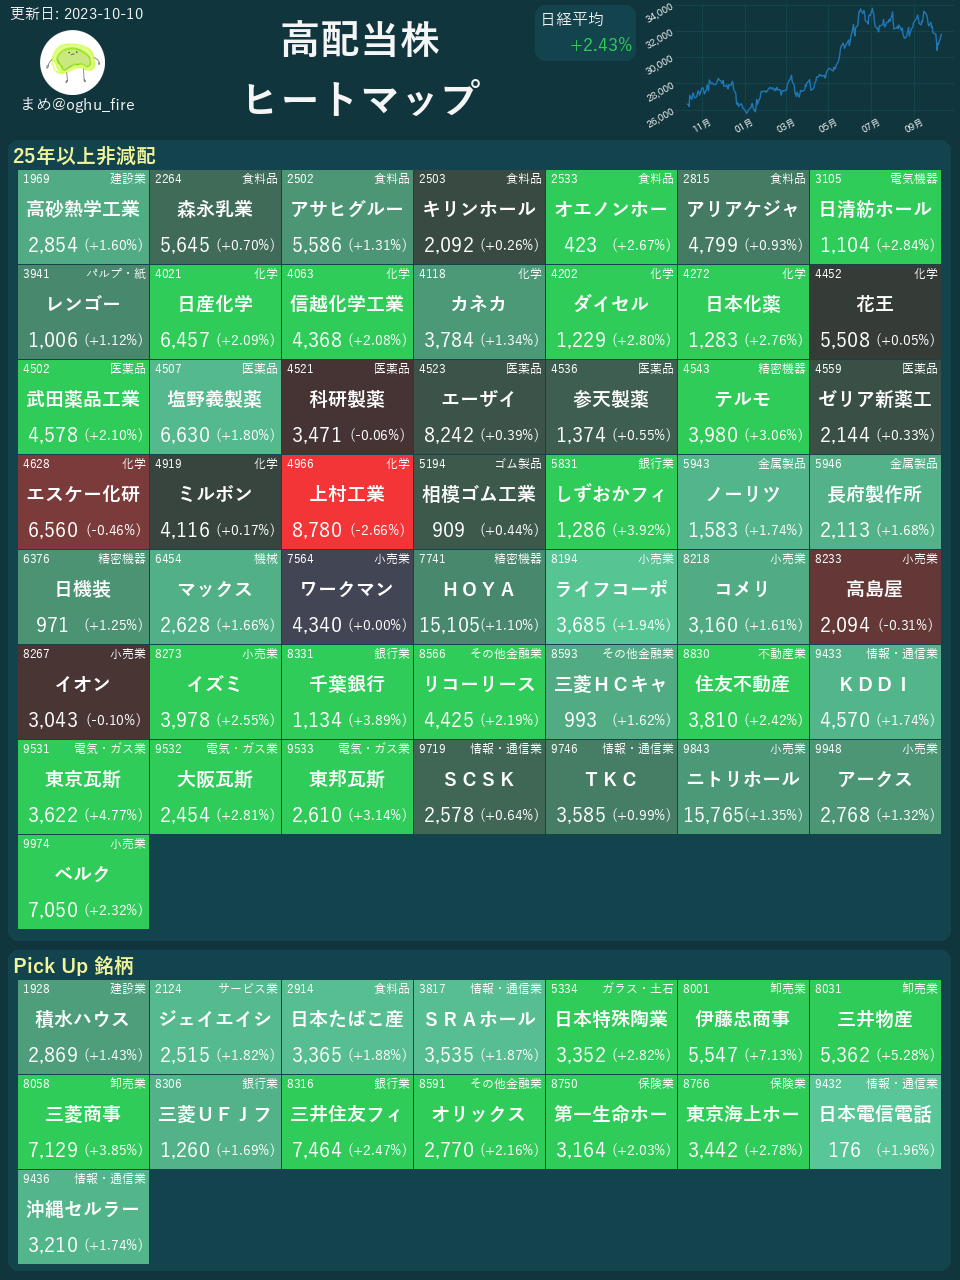 更新日: 2023-10-10
まめ@oghu_fire
高配当株
ヒートマップ
日経平均
+2.43%
34,000
32,000
30,000
28,000
26,000
11月 01月 03月 05月 07月 09月
25年以上非減配
1969 建設業 2264 食料品 2502 食料品 2503 食料品 2533 食料品 2815 食料品 3105 電気機器
高砂熱学工業 森永乳業 アサヒグルー キリンホール オエノンホー アリアケジャ 日清紡ホール
2,854 (+1.60%) 5,645 (+0.70%) 5,586 (+1.31%) 2,092 (+0.26%) 423 (+2.67%) 4,799 (+0.93%) 1,104 (+2.84%)
3941 パルプ・紙 4021 化学 4063 化学 4118 化学 4202 化学 4272 化学 4452 化学
レンゴー 日産化学 信越化学工業 カネカ ダイセル 日本化薬 花王
1,006 (+1.12%) 6,457 (+2.09%) 4,368 (+2.08%) 3,784 (+1.34%) 1,229 (+2.80%) 1,283 (+2.76%) 5,508 (+0.05%)
4502 医薬品 4507 医薬品 4521 医薬品 4523 医薬品 4536 医薬品 4543 精密機器 4559 医薬品
武田薬品工業 塩野義製薬 科研製薬 エーザイ 参天製薬 テルモ ゼリア新薬工
4,578 (+2.10%) 6,630 (+1.80%) 3,471 (-0.06%) 8,242 (+0.39%) 1,374 (+0.55%) 3,980 (+3.06%) 2,144 (+0.33%)
4628 化学 4919 化学 4966 化学 5194 ゴム製品 5831 銀行業 5943 金属製品 5946 金属製品
エスケー化研 ミルボン 上村工業 相模ゴム工業 しずおかフィ ノーリツ 長府製作所
6,560 (-0.46%) 4,116 (+0.17%) 8,780 (-2.66%) 909 (+0.44%) 1,286 (+3.92%) 1,583 (+1.74%) 2,113 (+1.68%)
6376 精密機器 6454 機械 7564 小売業 7741 精密機器 8194 小売業 8218 小売業 8233 小売業
日機装 マックス ワークマン ＨＯＹＡ ライフコーポ コメリ 高島屋
971 (+1.25%) 2,628 (+1.66%) 4,340 (+0.00%) 15,105(+1.10%) 3,685 (+1.94%) 3,160 (+1.61%) 2,094 (-0.31%)
8267 小売業 8273 小売業 8331 銀行業 8566 その他金融業 8593 その他金融業 8830 不動産業 9433 情報・通信業
イオン イズミ 千葉銀行 リコーリース 三菱ＨＣキャ 住友不動産 ＫＤＤＩ
3,043 (-0.10%) 3,978 (+2.55%) 1,134 (+3.89%) 4,425 (+2.19%) 993 (+1.62%) 3,810 (+2.42%) 4,570 (+1.74%)
9531 電気・ガス業 9532 電気・ガス業 9533 電気・ガス業 9719 情報・通信業 9746 情報・通信業 9843 小売業 9948 小売業
東京瓦斯 大阪瓦斯 東邦瓦斯 ＳＣＳＫ ＴＫＣ ニトリホール アークス
3,622 (+4.77%) 2,454 (+2.81%) 2,610 (+3.14%) 2,578 (+0.64%) 3,585 (+0.99%) 15,765(+1.35%) 2,768 (+1.32%)
9974 小売業
ベルク
7,050 (+2.32%)
Pick Up 銘柄
1928 建設業 2124 サービス業 2914 食料品 3817 情報・通信業 5334 ガラス・土石 8001 卸売業 8031 卸売業
積水ハウス ジェイエイシ 日本たばこ産 ＳＲＡホール 日本特殊陶業 伊藤忠商事 三井物産
2,869 (+1.43%) 2,515 (+1.82%) 3,365 (+1.88%) 3,535 (+1.87%) 3,352 (+2.82%) 5,547 (+7.13%) 5,362 (+5.28%)
8058 卸売業 8306 銀行業 8316 銀行業 8591 その他金融業 8750 保険業 8766 保険業 9432 情報・通信業
三菱商事 三菱ＵＦＪフ 三井住友フィ オリックス 第一生命ホー 東京海上ホー 日本電信電話
7,129 (+3.85%) 1,260 (+1.69%) 7,464 (+2.47%) 2,770 (+2.16%) 3,164 (+2.03%) 3,442 (+2.78%) 176 (+1.96%)
9436 情報・通信業
沖縄セルラー
3,210 (+1.74%)